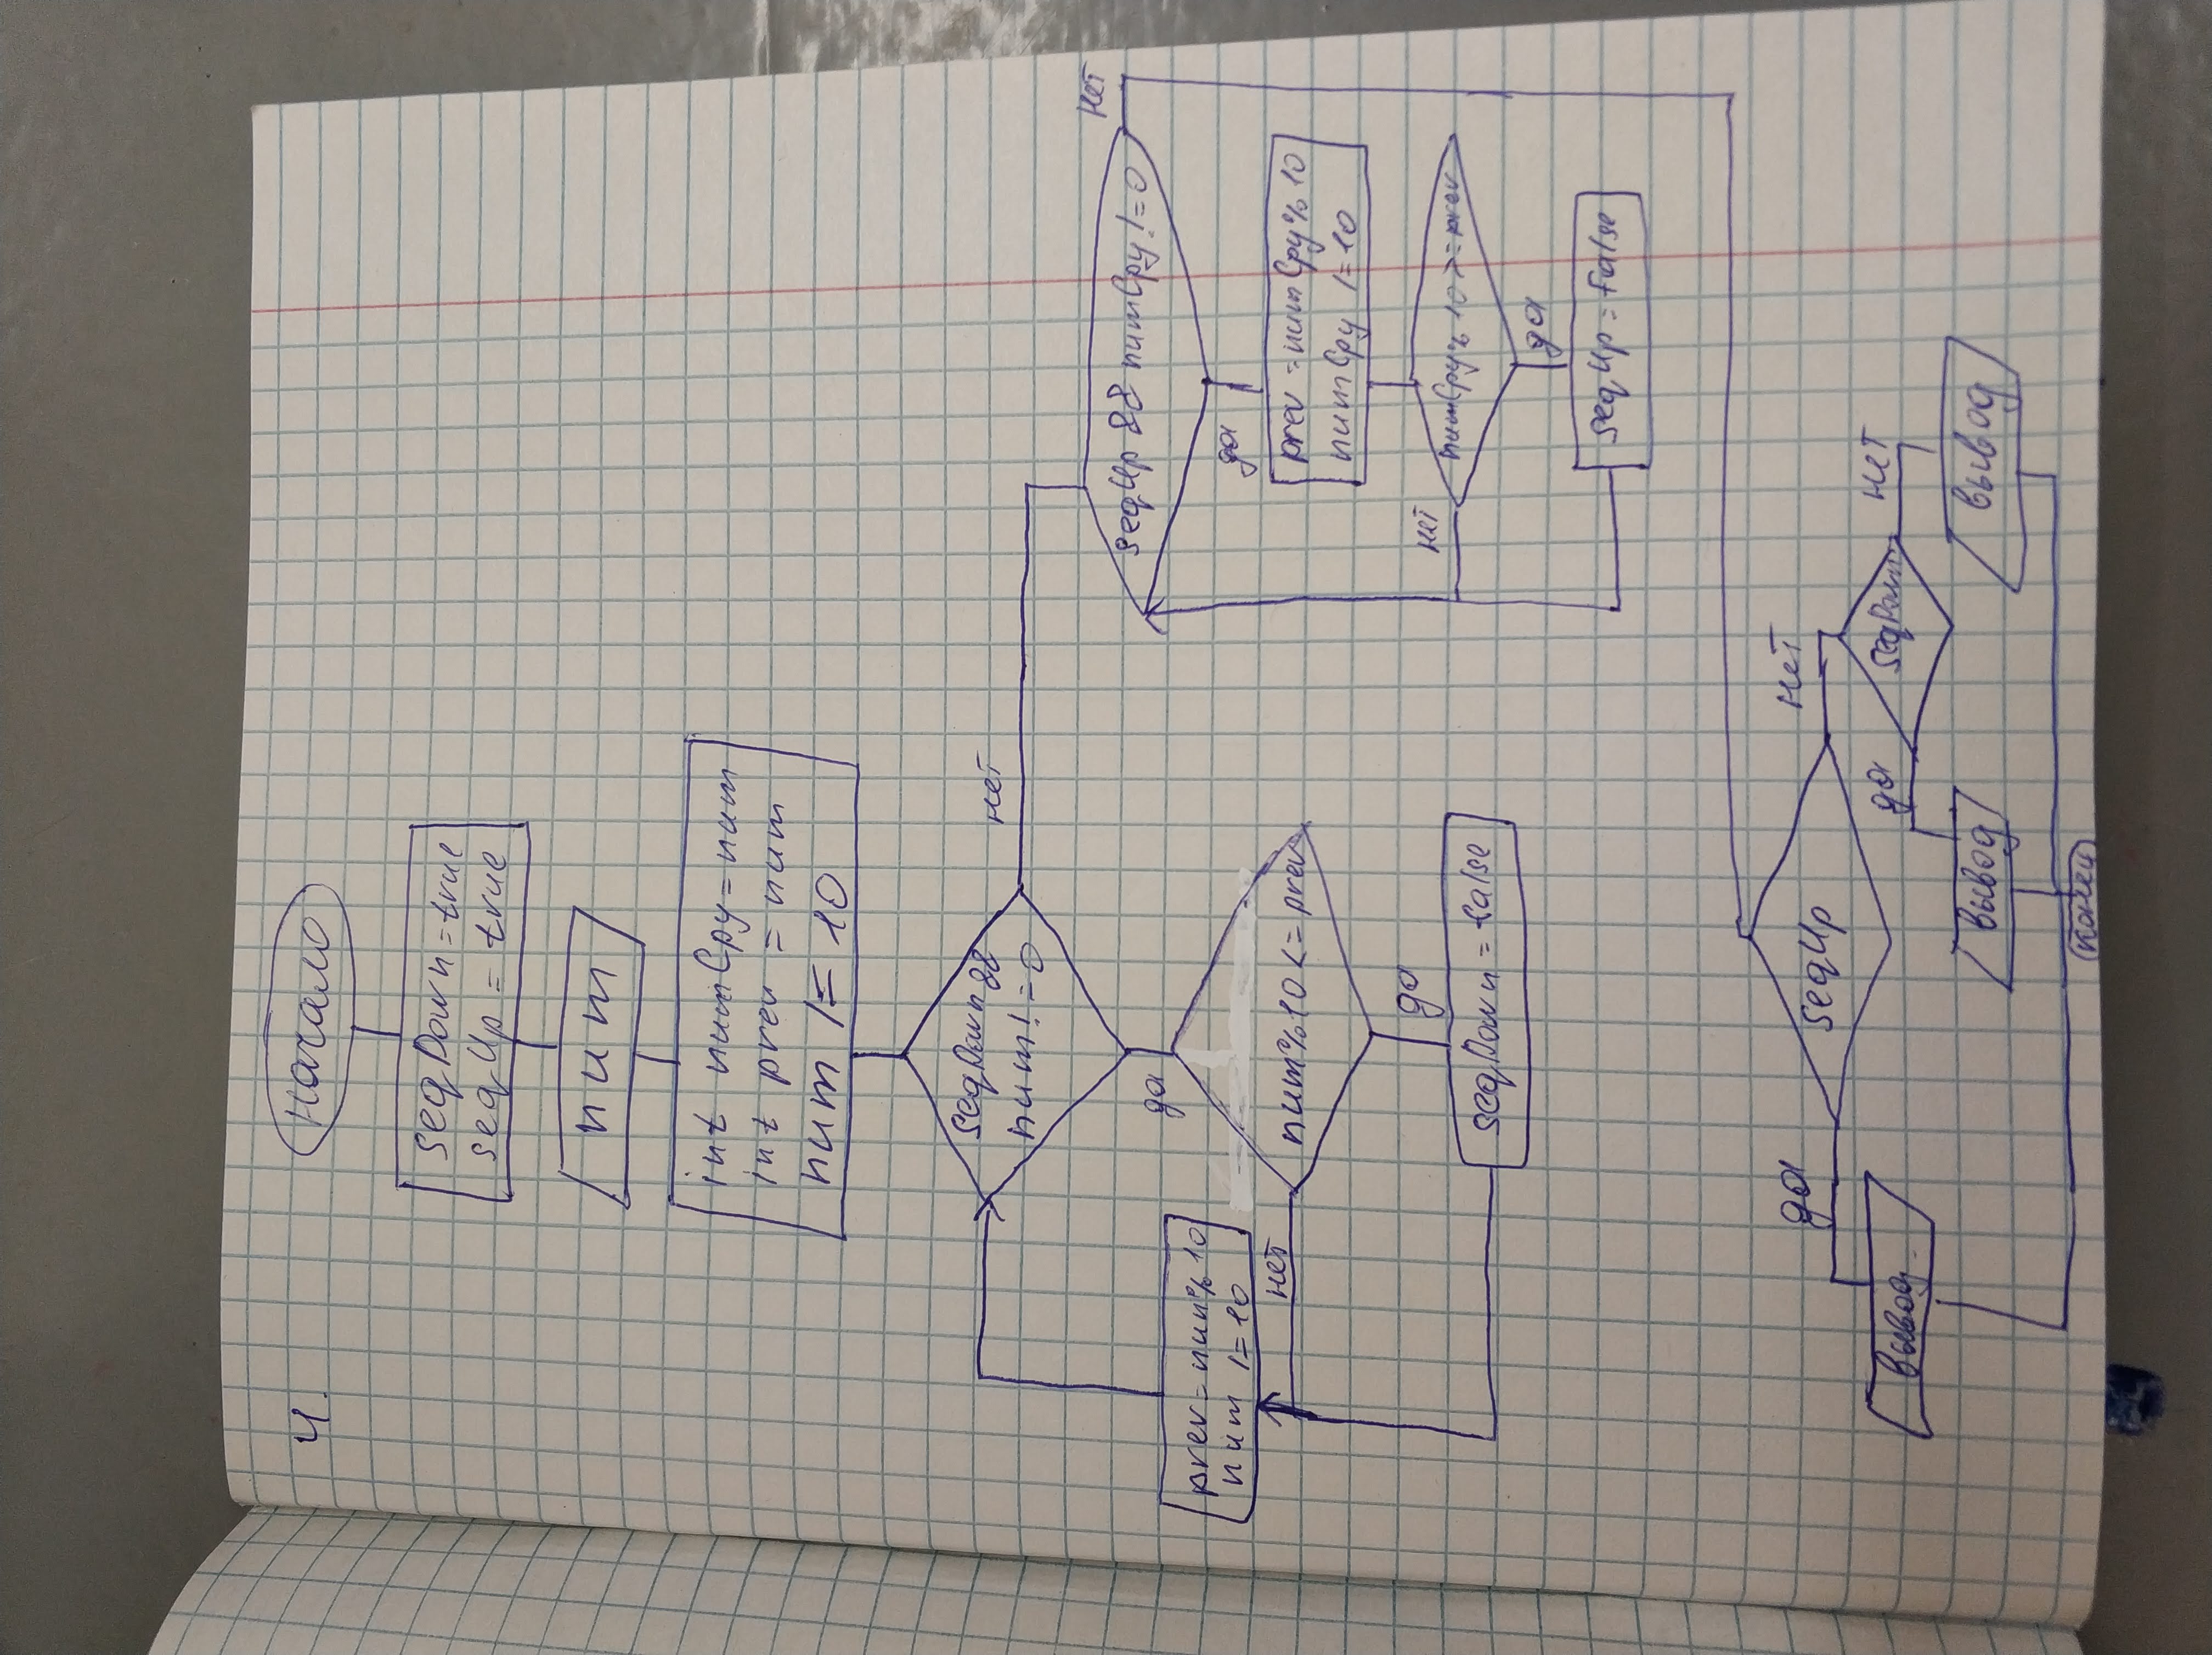 4.
начало
seqDown = true
seqUp = true
num
int numCpy = num
int prev = num
num /= 10
seqDown &&
num != 0
нет
да
seqUp && numCpy != 0
нет
да
prev = num % 10
num /= 10
нет
num % 10 <= prev
да
seqDown = false
prev = numCpy % 10
numCpy /= 10
нет
numCpy % 10 >= prev
да
seqUp = false
seqUp
да
нет
вывод
seqDown
да
нет
вывод
вывод
конец